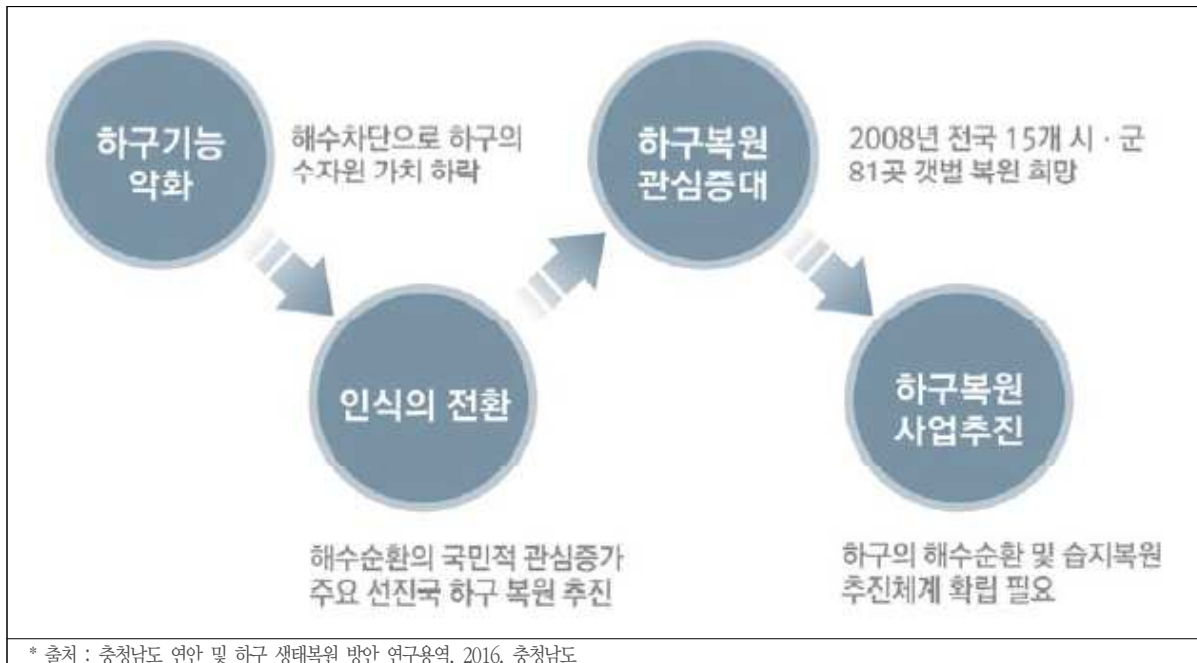 하구기능
악화
해수차단으로 하구의
수자원 가치 하락
인식의 전환
해수순환의 국민적 관심증가
주요 선진국 하구 복원 추진
하구복원
관심증대
2008년 전국 15개 시 · 군
81곳 갯벌 복원 희망
하구복원
사업추진
하구의 해수순환 및 습지복원
추진체계 확립 필요
* 출처 : 충청남도 연안 및 하구 생태복원 방안 연구용역, 2016, 충청남도